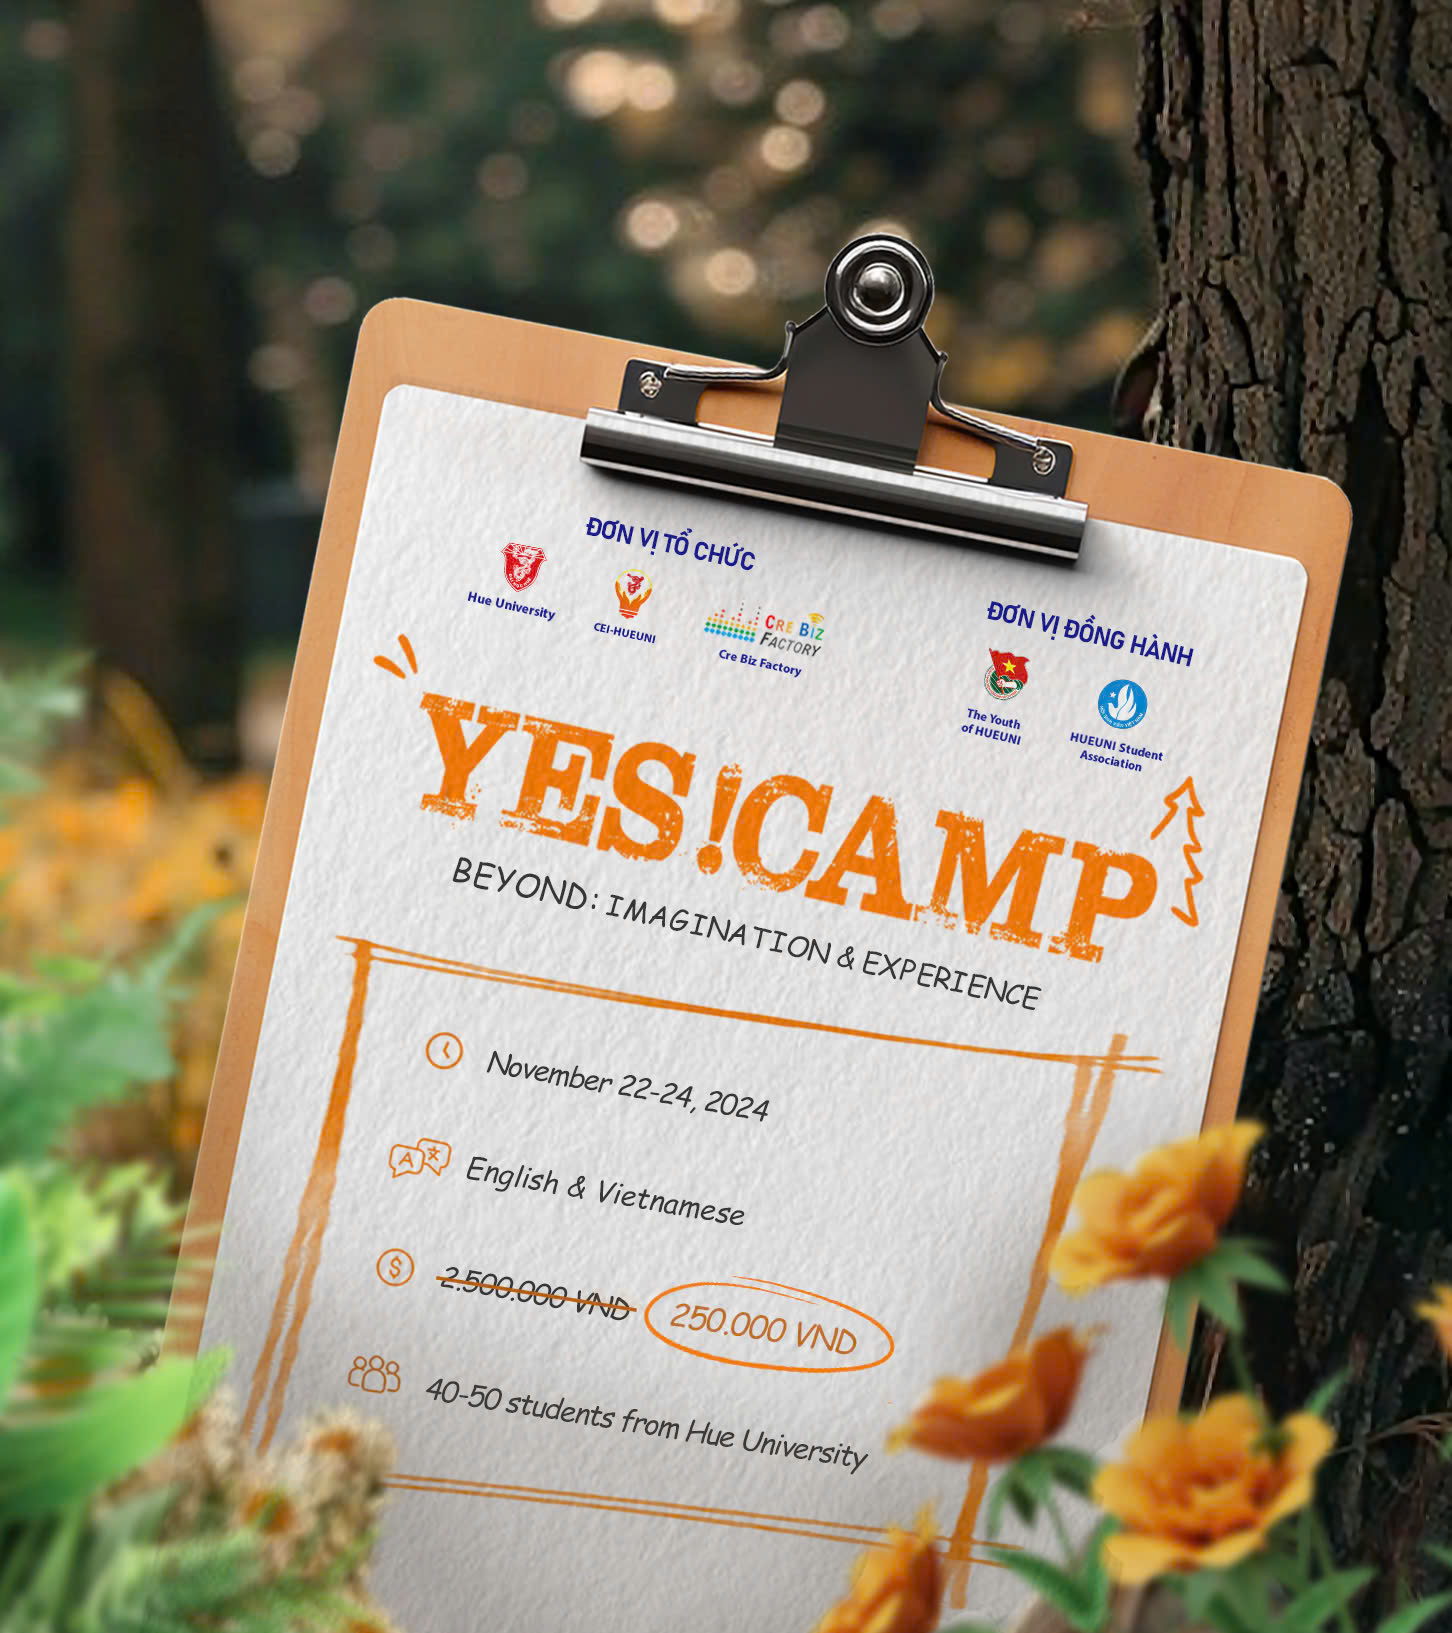 ĐƠN VỊ TỔ CHỨC
Hue University
CEI-HUEUNI
CRE BIZ
FACTORY
Cre Biz Factory
ĐƠN VỊ ĐỒNG HÀNH
The Youth
of HUEUNI
HUEUNI Student
Association
YES!CAMP
BEYOND: IMAGINATION & EXPERIENCE
November 22-24, 2024
A 文
English & Vietnamese
$
2.500.000 VND 250.000 VND
40-50 students from Hue University